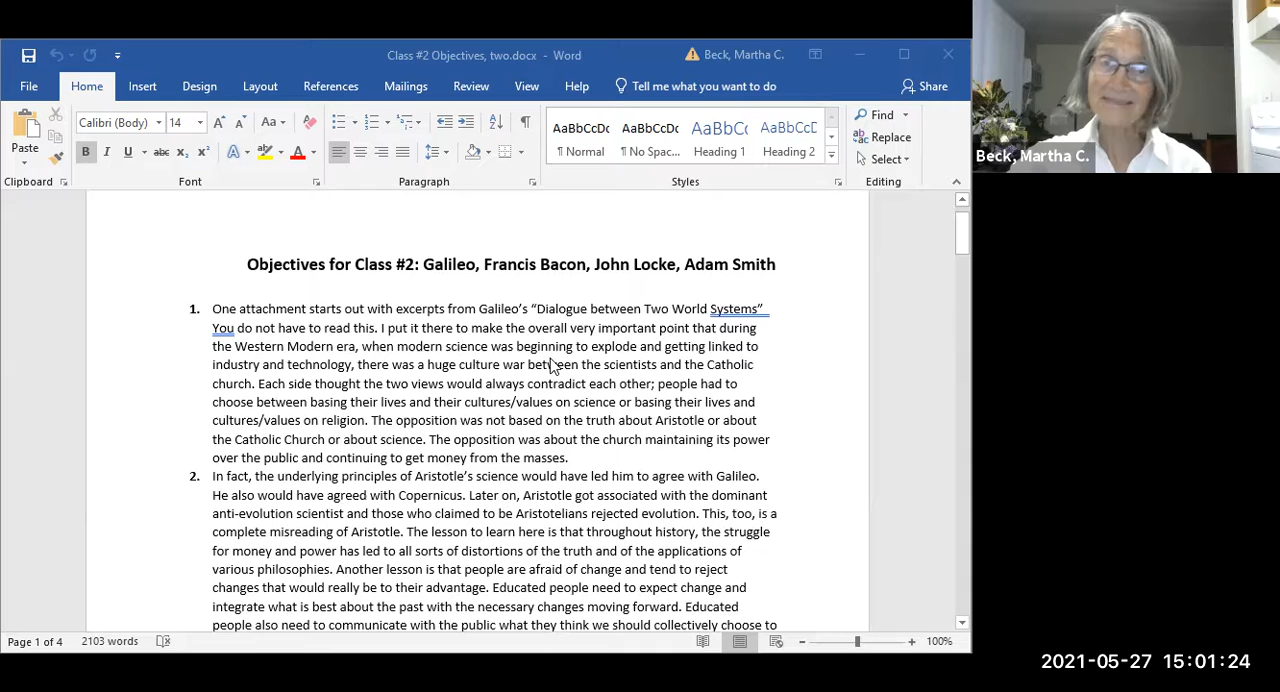 Class #2 Objectives, two.docx - Word
Beck, Martha C.
File Home Insert Design Layout References Mailings Review View Help Tell me what you want to do Share
Paste
Calibri (Body) 14
Aa
B I U abc x₂ x²
A A
AaBbCcDc AaBbCcDc AaBbCc AaBbCcD
¶ Normal ¶ No Spac... Heading 1 Heading 2
Find
Replace
Select
Clipboard Font Paragraph Styles Editing
Beck, Martha C.
Objectives for Class #2: Galileo, Francis Bacon, John Locke, Adam Smith
1. One attachment starts out with excerpts from Galileo's “Dialogue between Two World Systems”
You do not have to read this. I put it there to make the overall very important point that during
the Western Modern era, when modern science was beginning to explode and getting linked to
industry and technology, there was a huge culture war between the scientists and the Catholic
church. Each side thought the two views would always contradict each other; people had to
choose between basing their lives and their cultures/values on science or basing their lives and
cultures/values on religion. The opposition was not based on the truth about Aristotle or about
the Catholic Church or about science. The opposition was about the church maintaining its power
over the public and continuing to get money from the masses.
2. In fact, the underlying principles of Aristotle's science would have led him to agree with Galileo.
He also would have agreed with Copernicus. Later on, Aristotle got associated with the dominant
anti-evolution scientist and those who claimed to be Aristotelians rejected evolution. This, too, is a
complete misreading of Aristotle. The lesson to learn here is that throughout history, the struggle
for money and power has led to all sorts of distortions of the truth and of the applications of
various philosophies. Another lesson is that people are afraid of change and tend to reject
changes that would really be to their advantage. Educated people need to expect change and
integrate what is best about the past with the necessary changes moving forward. Educated
people also need to communicate with the public what they think we should collectively choose to
Page 1 of 4 2103 words
100%
2021-05-27 15:01:24